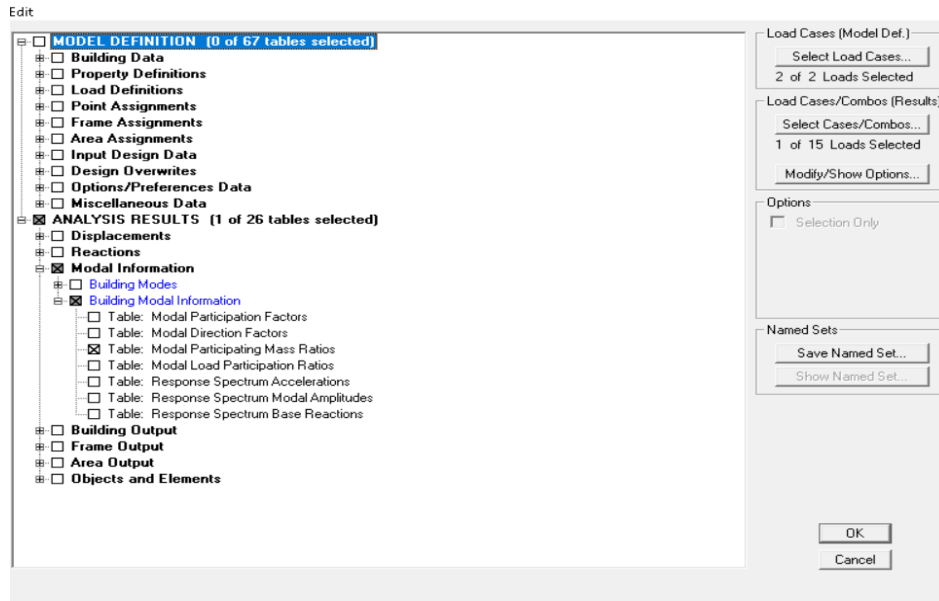 Edit
MODEL DEFINITION (0 of 67 tables selected)
Building Data
Property Definitions
Load Definitions
Point Assignments
Frame Assignments
Area Assignments
Input Design Data
Design Overwrites
Options/Preferences Data
Miscellaneous Data
ANALYSIS RESULTS (1 of 26 tables selected)
Displacements
Reactions
Modal Information
Building Modes
Building Modal Information
Table: Modal Participation Factors
Table: Modal Direction Factors
Table: Modal Participating Mass Ratios
Table: Modal Load Participation Ratios
Table: Response Spectrum Accelerations
Table: Response Spectrum Modal Amplitudes
Table: Response Spectrum Base Reactions
Building Output
Frame Output
Area Output
Objects and Elements
Load Cases (Model Def.)
Select Load Cases...
2 of 2 Loads Selected
Load Cases/Combos (Results)
Select Cases/Combos...
1 of 15 Loads Selected
Modify/Show Options...
Options
Selection Only
Named Sets
Save Named Set...
Show Named Set...
OK
Cancel